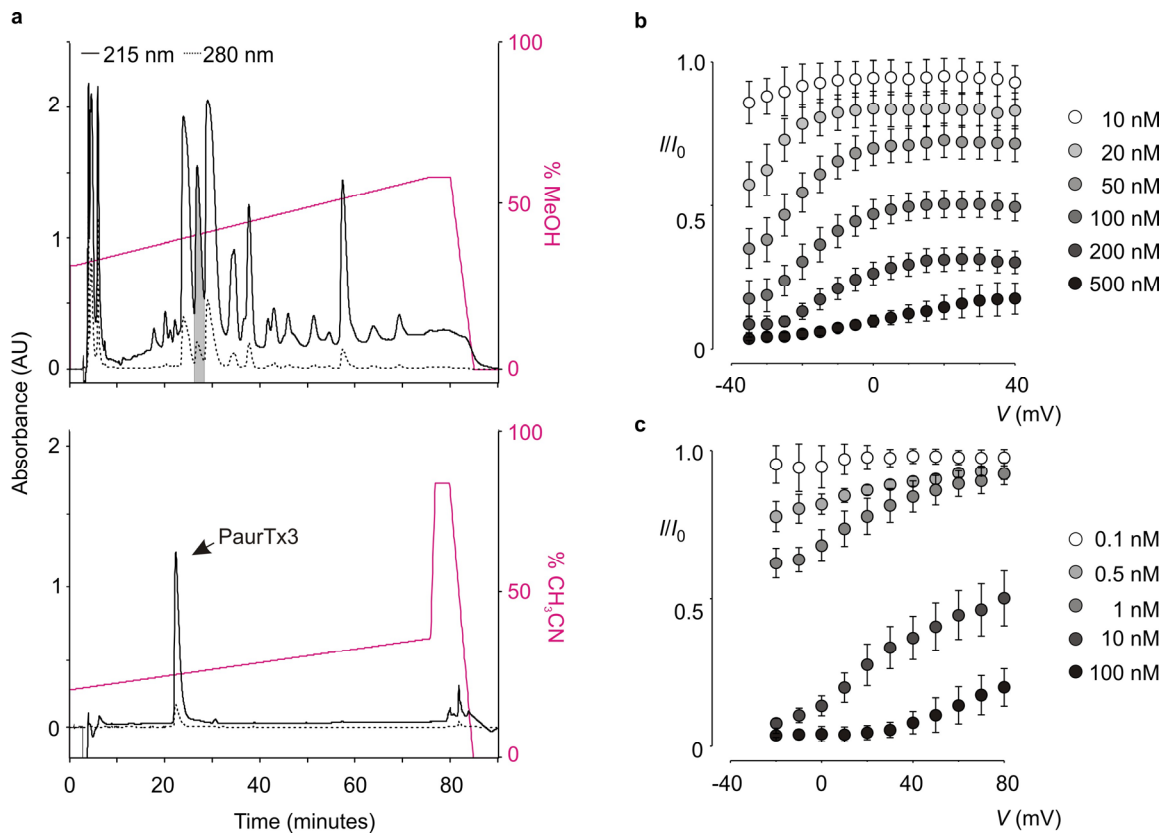 a
215 nm
280 nm
2
1
0
100
50
0
% MeOH
Absorbance (AU)
2
1
0
PaurTx3
100
50
0
% CH3CN
0
20
40
60
80
Time (minutes)
b
1.0
I/I0
0.5
0
-40
0
40
V (mV)
10 nM
20 nM
50 nM
100 nM
200 nM
500 nM
c
1.0
I/I0
0.5
0
-40
0
40
80
V (mV)
0.1 nM
0.5 nM
1 nM
10 nM
100 nM